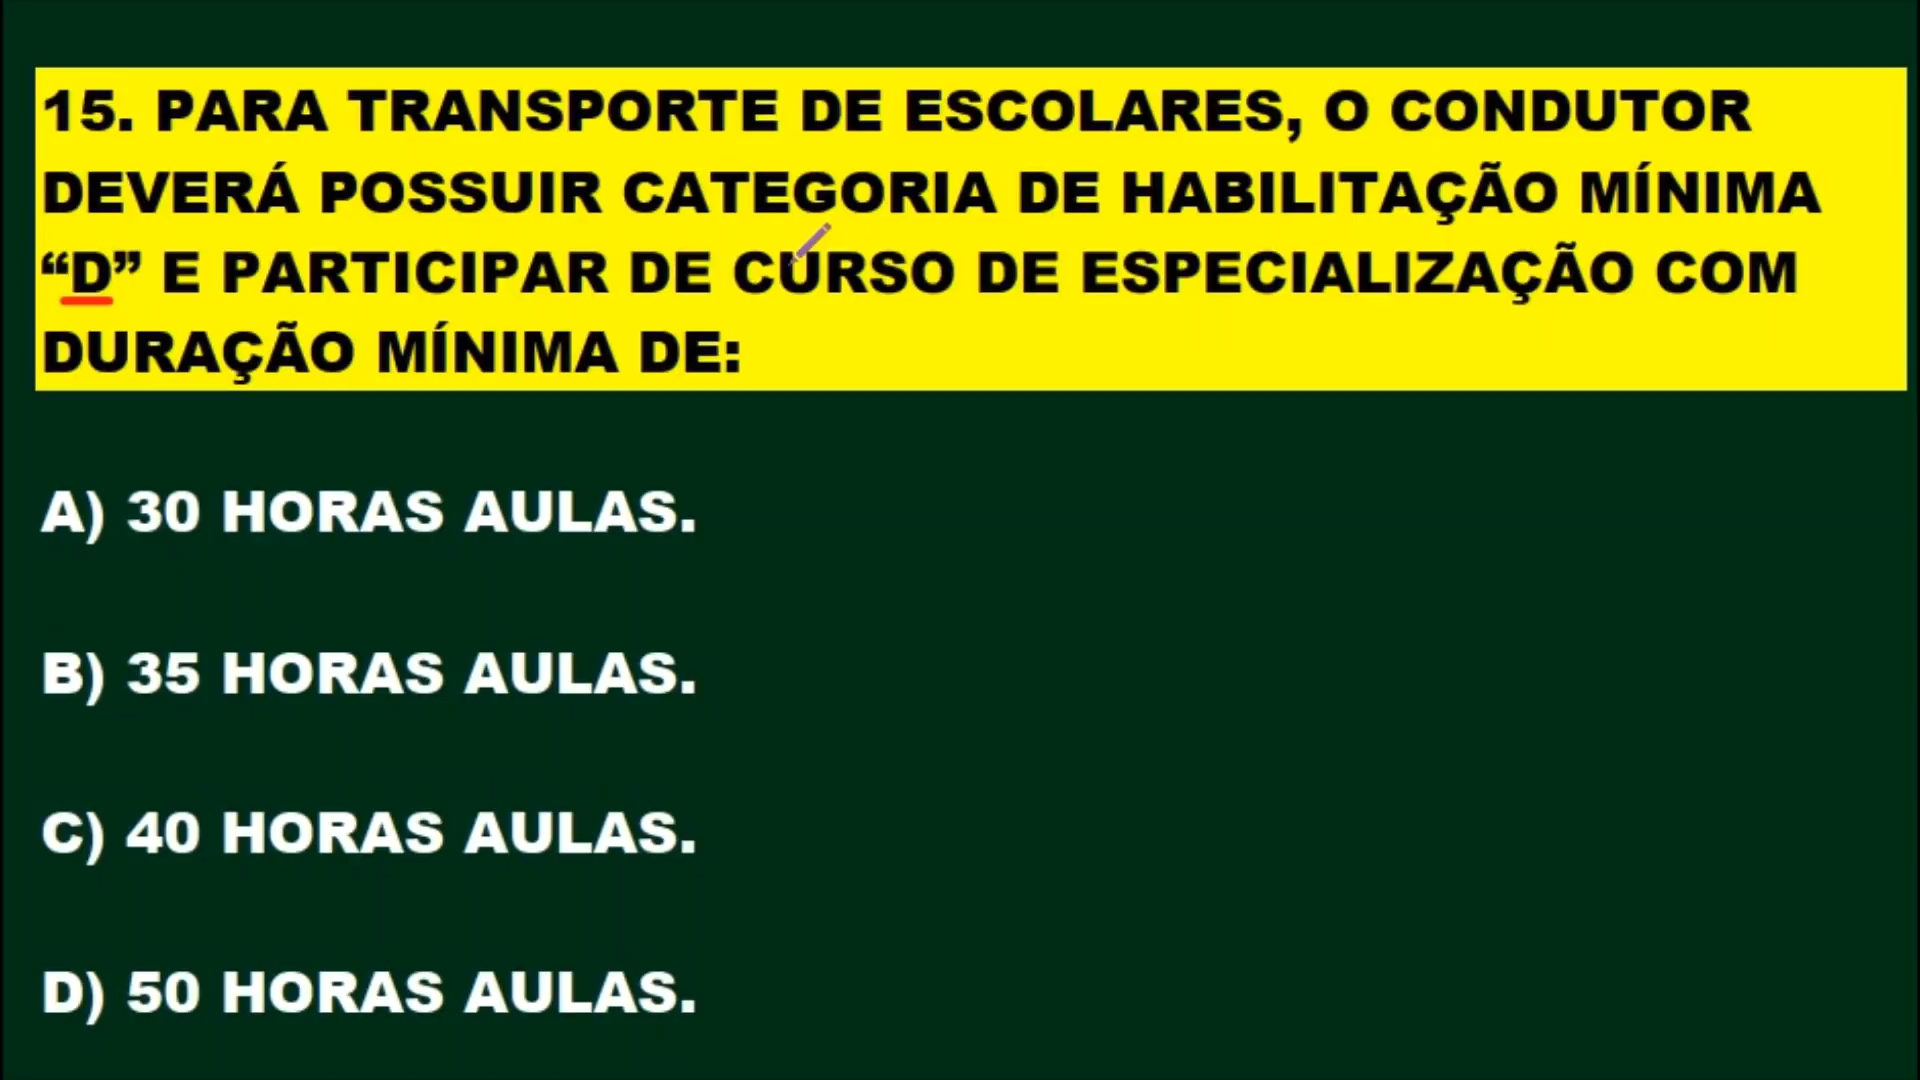 15. PARA TRANSPORTE DE ESCOLARES, O CONDUTOR
DEVERÁ POSSUIR CATEGORIA DE HABILITAÇÃO MÍNIMA
“D” E PARTICIPAR DE CURSO DE ESPECIALIZAÇÃO COM
DURAÇÃO MÍNIMA DE:
A) 30 HORAS AULAS.
B) 35 HORAS AULAS.
C) 40 HORAS AULAS.
D) 50 HORAS AULAS.